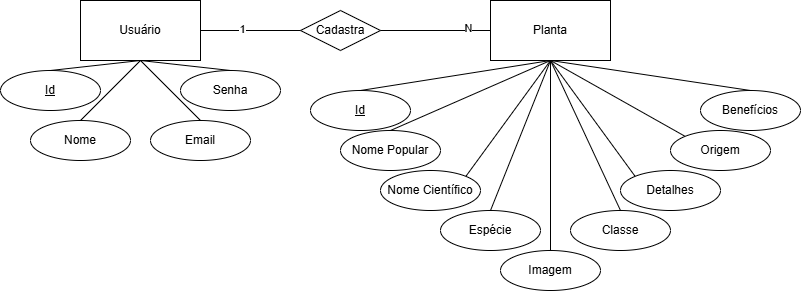 Usuário
1
Cadastra
N
Planta
Id
Senha
Nome
Email
Id
Benefícios
Nome Popular
Origem
Nome Científico
Detalhes
Espécie
Classe
Imagem